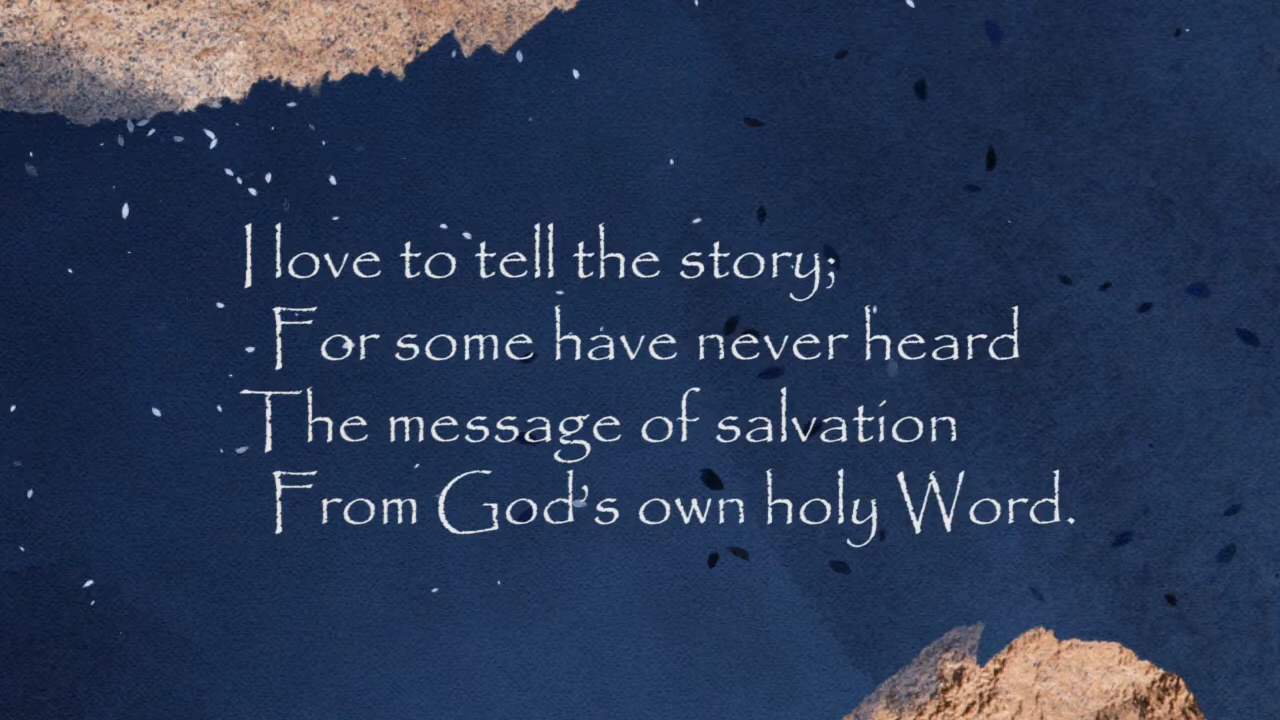 I love to tell the story;
For some have never heard
The message of salvation
From God's own holy Word.